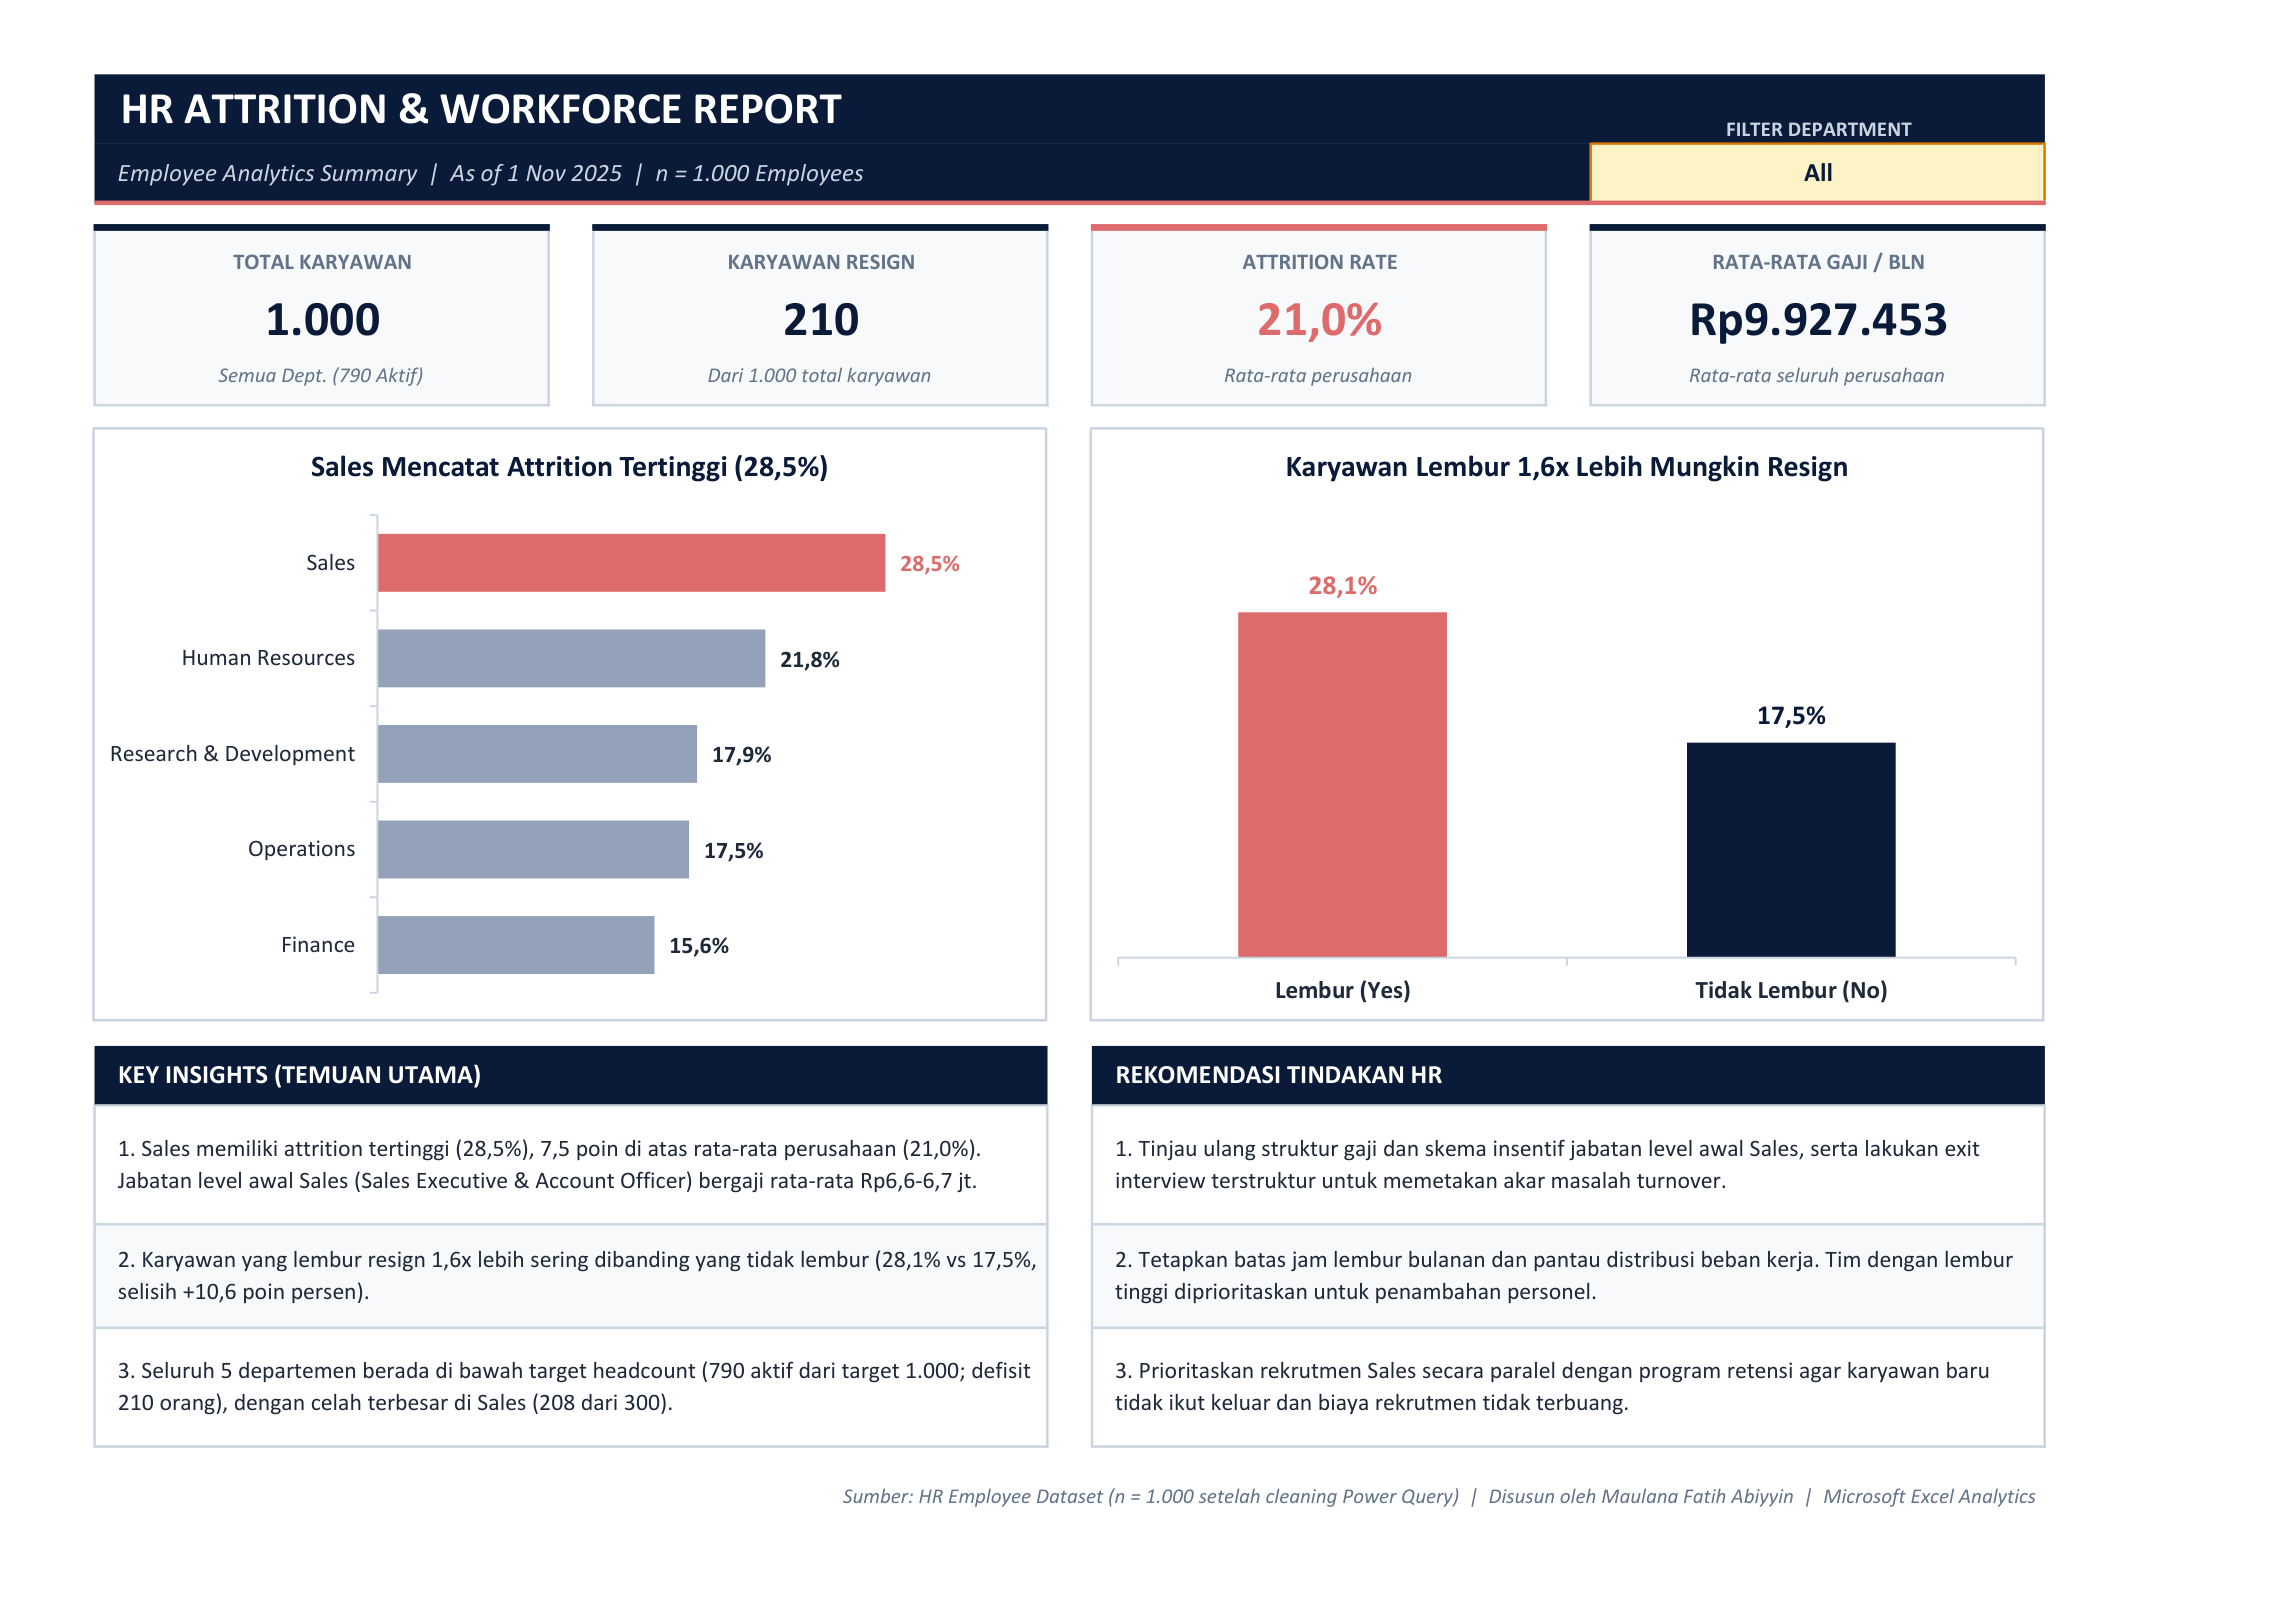 HR ATTRITION & WORKFORCE REPORT
FILTER DEPARTMENT
Employee Analytics Summary | As of 1 Nov 2025 | n = 1.000 Employees
All
TOTAL KARYAWAN
1.000
Semua Dept. (790 Aktif)
KARYAWAN RESIGN
210
Dari 1.000 total karyawan
ATTRITION RATE
21,0%
Rata-rata perusahaan
RATA-RATA GAJI / BLN
Rp9.927.453
Rata-rata seluruh perusahaan
Sales Mencatat Attrition Tertinggi (28,5%)
Sales
28,5%
Human Resources
21,8%
Research & Development
17,9%
Operations
17,5%
Finance
15,6%
Karyawan Lembur 1,6x Lebih Mungkin Resign
28,1%
17,5%
Lembur (Yes)
Tidak Lembur (No)
KEY INSIGHTS (TEMUAN UTAMA)
1. Sales memiliki attrition tertinggi (28,5%), 7,5 poin di atas rata-rata perusahaan (21,0%).
Jabatan level awal Sales (Sales Executive & Account Officer) bergaji rata-rata Rp6,6-6,7 jt.
2. Karyawan yang lembur resign 1,6x lebih sering dibanding yang tidak lembur (28,1% vs 17,5%,
selisih +10,6 poin persen).
3. Seluruh 5 departemen berada di bawah target headcount (790 aktif dari target 1.000; defisit
210 orang), dengan celah terbesar di Sales (208 dari 300).
REKOMENDASI TINDAKAN HR
1. Tinjau ulang struktur gaji dan skema insentif jabatan level awal Sales, serta lakukan exit
interview terstruktur untuk memetakan akar masalah turnover.
2. Tetapkan batas jam lembur bulanan dan pantau distribusi beban kerja. Tim dengan lembur
tinggi diprioritaskan untuk penambahan personel.
3. Prioritaskan rekrutmen Sales secara paralel dengan program retensi agar karyawan baru
tidak ikut keluar dan biaya rekrutmen tidak terbuang.
Sumber: HR Employee Dataset (n = 1.000 setelah cleaning Power Query) | Disusun oleh Maulana Fatih Abiyyin | Microsoft Excel Analytics